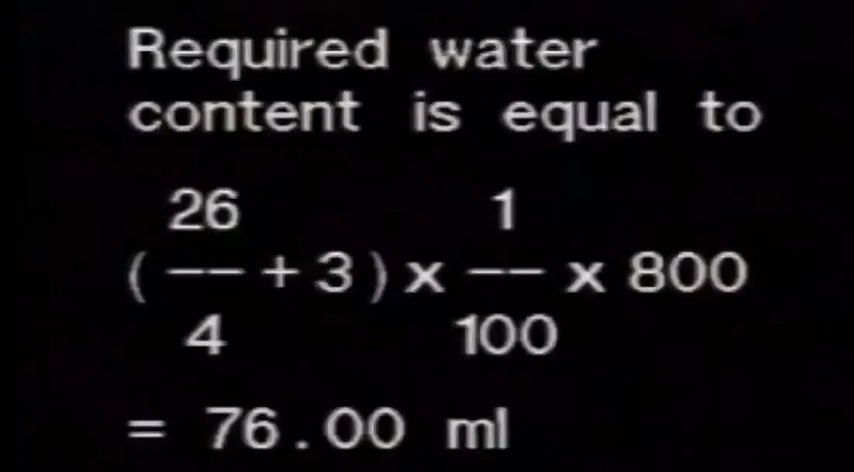 Required water
content is equal to
26 1
( — + 3 ) x — x 800
4 100
= 76.00 ml